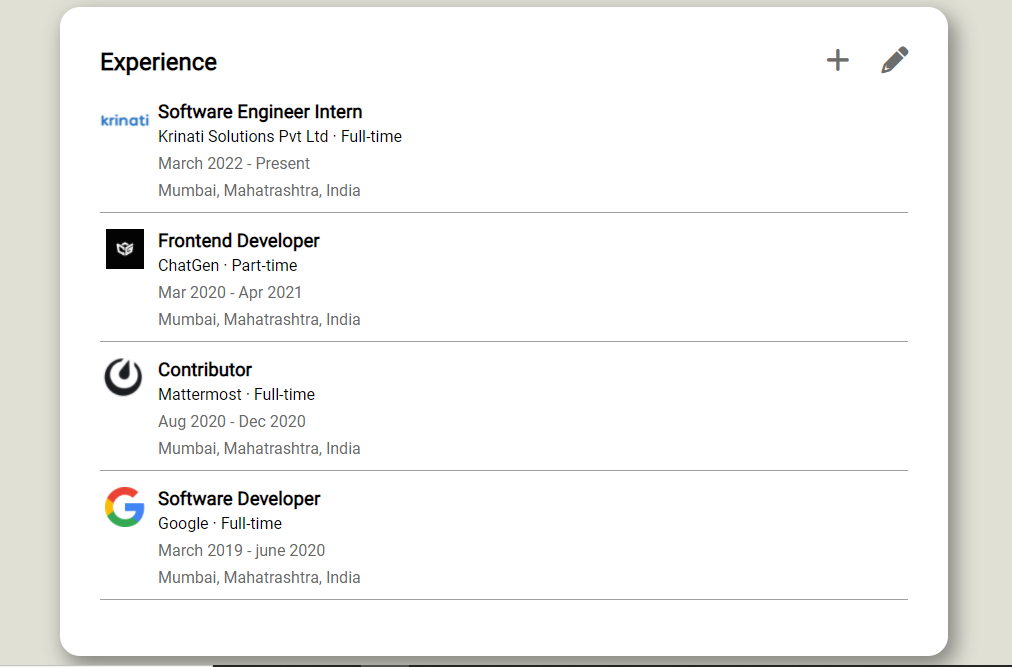 Experience
krinati
Software Engineer Intern
Krinati Solutions Pvt Ltd · Full-time
March 2022 - Present
Mumbai, Mahatrashtra, India
Frontend Developer
ChatGen · Part-time
Mar 2020 - Apr 2021
Mumbai, Mahatrashtra, India
Contributor
Mattermost · Full-time
Aug 2020 - Dec 2020
Mumbai, Mahatrashtra, India
Software Developer
Google · Full-time
March 2019 - june 2020
Mumbai, Mahatrashtra, India